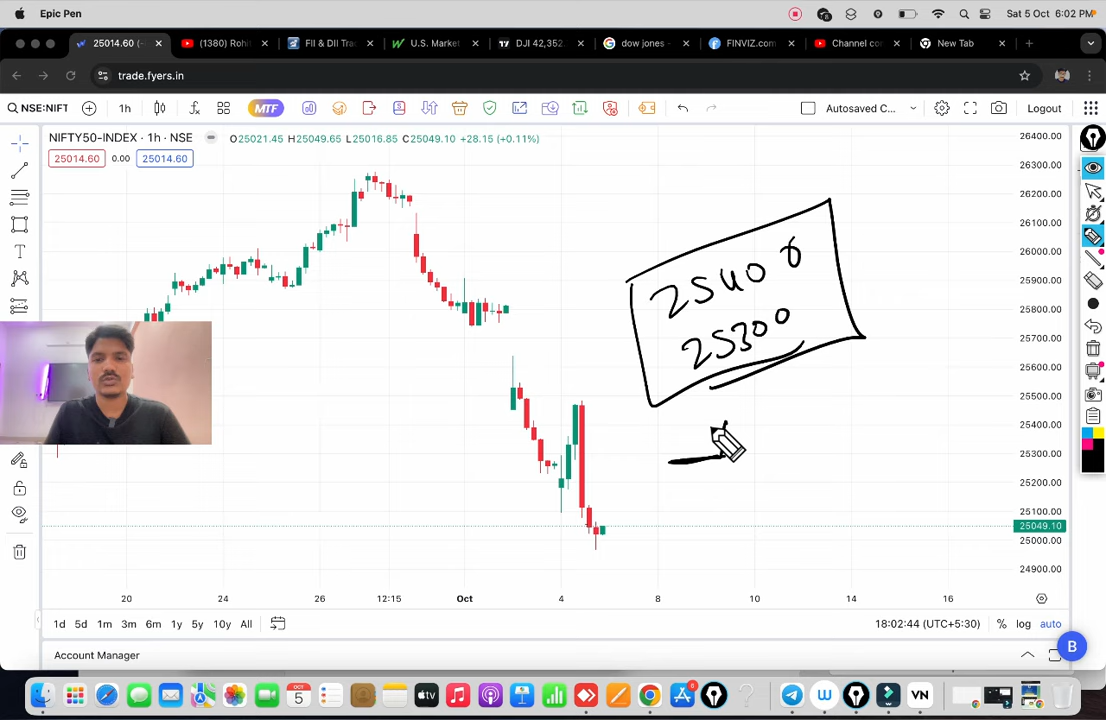 Epic Pen
Sat 5 Oct 6:02 PM
25014.60 (-
(1380) Rohit
FII & DII Tra
U.S. Market
DJI 42,352.
dow jones -
FINVIZ.com
Channel co
New Tab
trade.fyers.in
NSE:NIFT
1h
MTF
Autosaved C...
Logout
NIFTY50-INDEX · 1h · NSE
O25021.45 H25049.65 L25016.85 C25049.10 +28.15 (+0.11%)
25014.60 0.00 25014.60
26400.00
26300.00
26200.00
26100.00
26000.00
25900.00
25800.00
25700.00
25600.00
25500.00
25400.00
25300.00
25200.00
25100.00
25049.10
25000.00
24900.00
25400
25300
20 24 26 12:15 Oct 4 8 10 14 16
1d 5d 1m 3m 6m 1y 5y 10y All
18:02:44 (UTC+5:30) % log auto
B
Account Manager
OCT
5
tv
W
VN